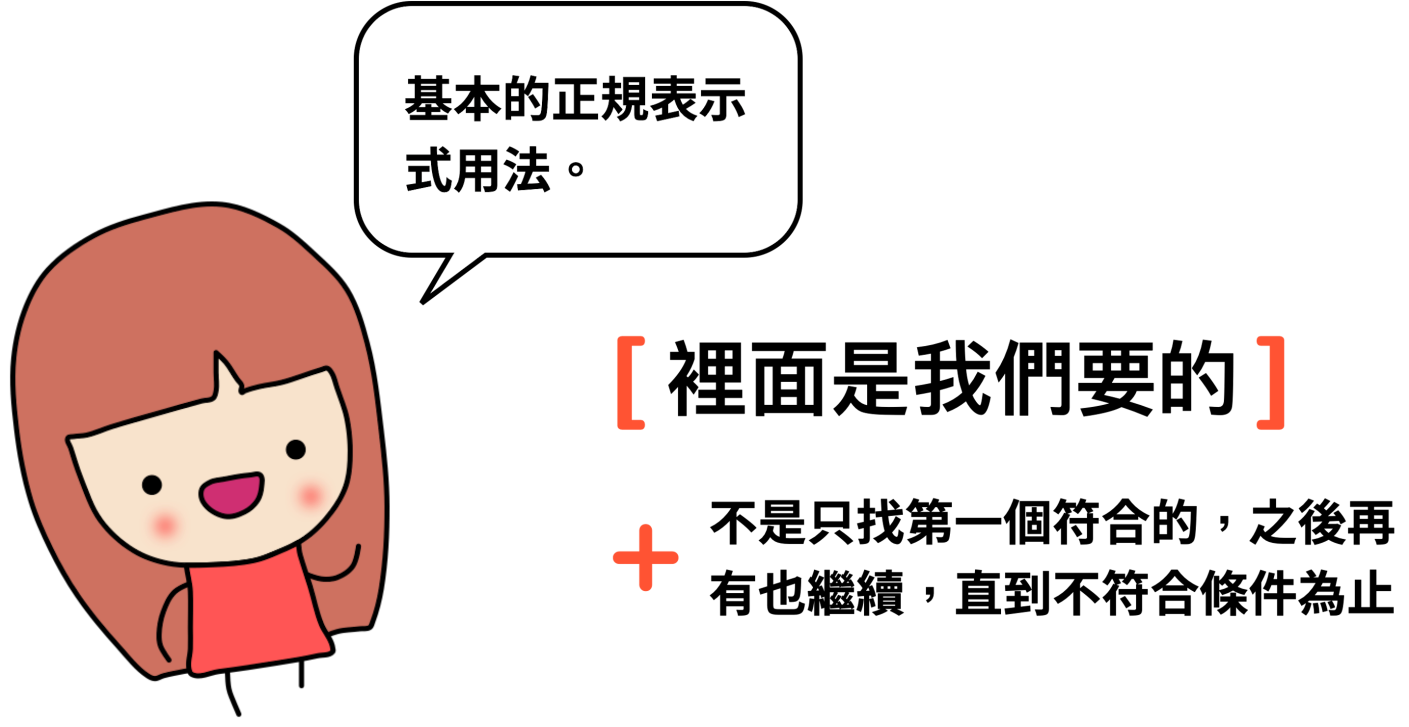 基本的正規表示
式用法。
[ 裡面是我們要的 ]
+ 不是只找第一個符合的，之後再
有也繼續，直到不符合條件為止